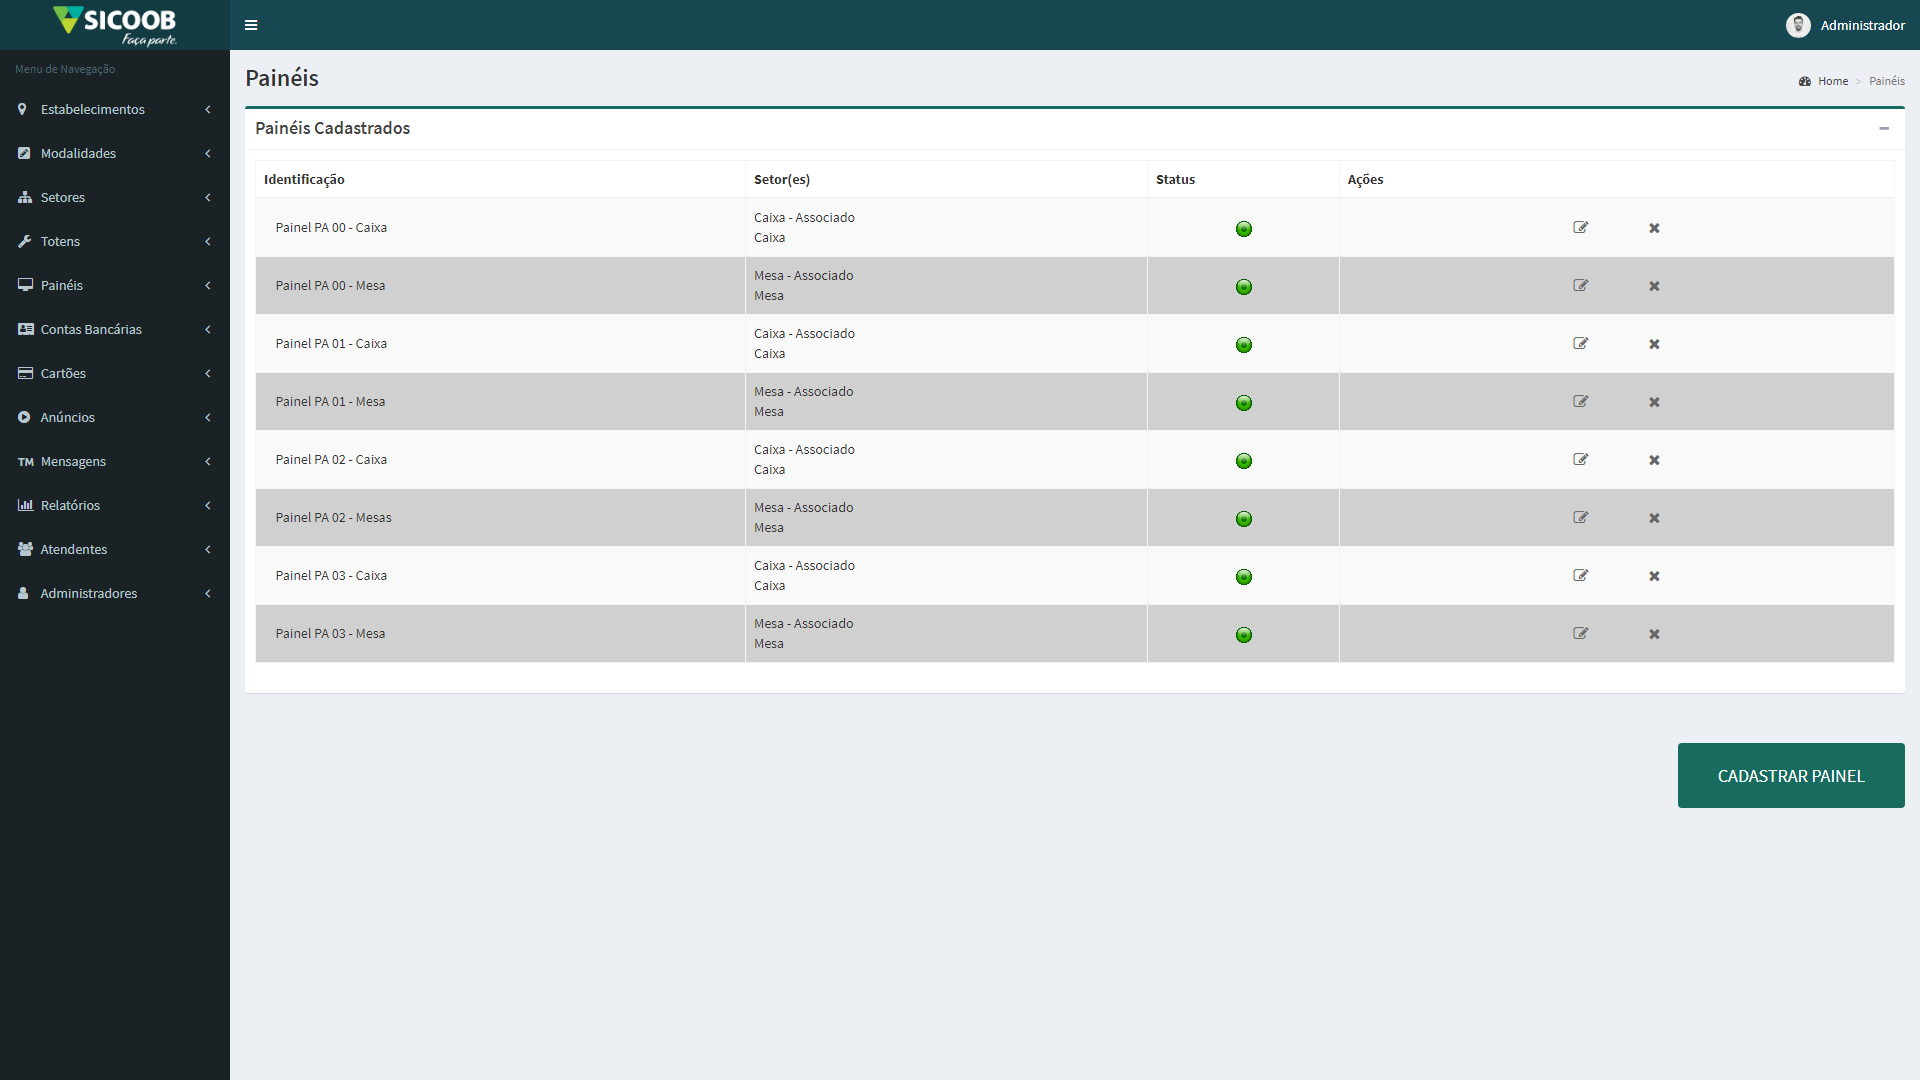 SICOOB
Faça parte.
Administrador
Menu de Navegação
Estabelecimentos
Modalidades
Setores
Totens
Painéis
Contas Bancárias
Cartões
Anúncios
TM Mensagens
Relatórios
Atendentes
Administradores
Painéis
Home > Painéis
Painéis Cadastrados
Identificação Setor(es) Status Ações
Painel PA 00 - Caixa
Caixa - Associado
Caixa
Painel PA 00 - Mesa
Mesa - Associado
Mesa
Painel PA 01 - Caixa
Caixa - Associado
Caixa
Painel PA 01 - Mesa
Mesa - Associado
Mesa
Painel PA 02 - Caixa
Caixa - Associado
Caixa
Painel PA 02 - Mesas
Mesa - Associado
Mesa
Painel PA 03 - Caixa
Caixa - Associado
Caixa
Painel PA 03 - Mesa
Mesa - Associado
Mesa
CADASTRAR PAINEL